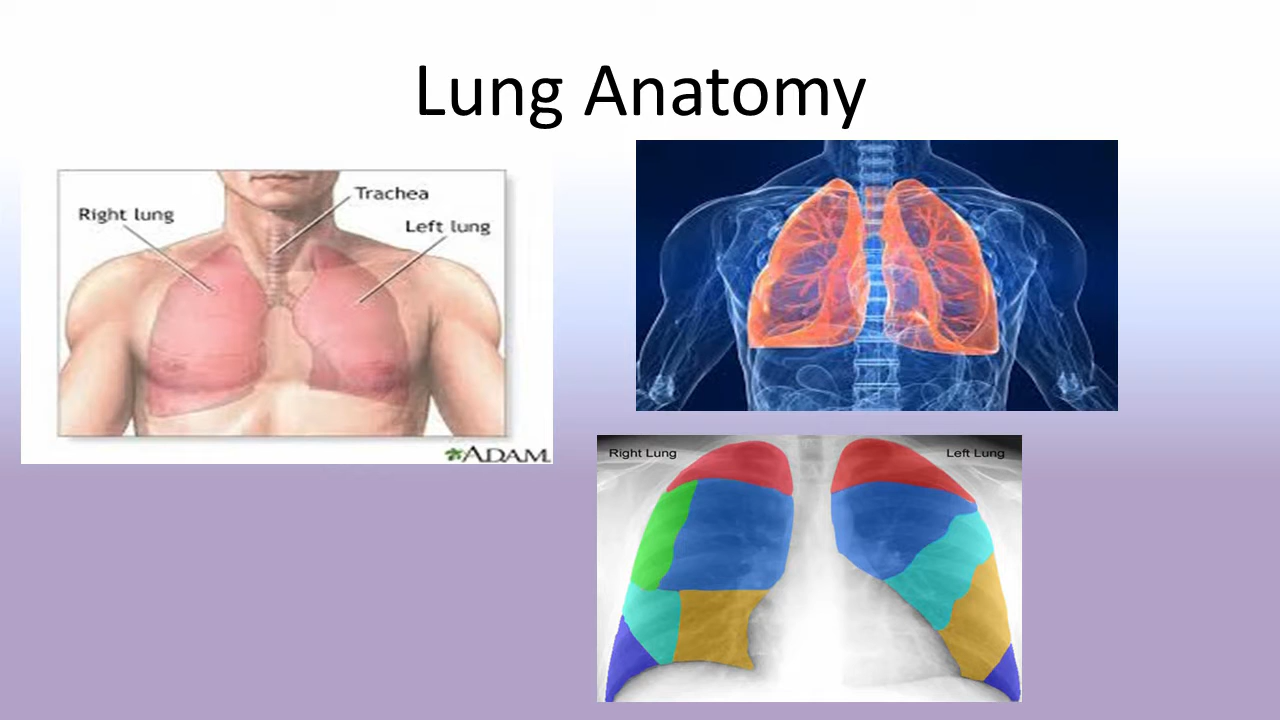 Lung Anatomy
Trachea
Right lung
Left lung
ADAM.
Right Lung
Left Lung